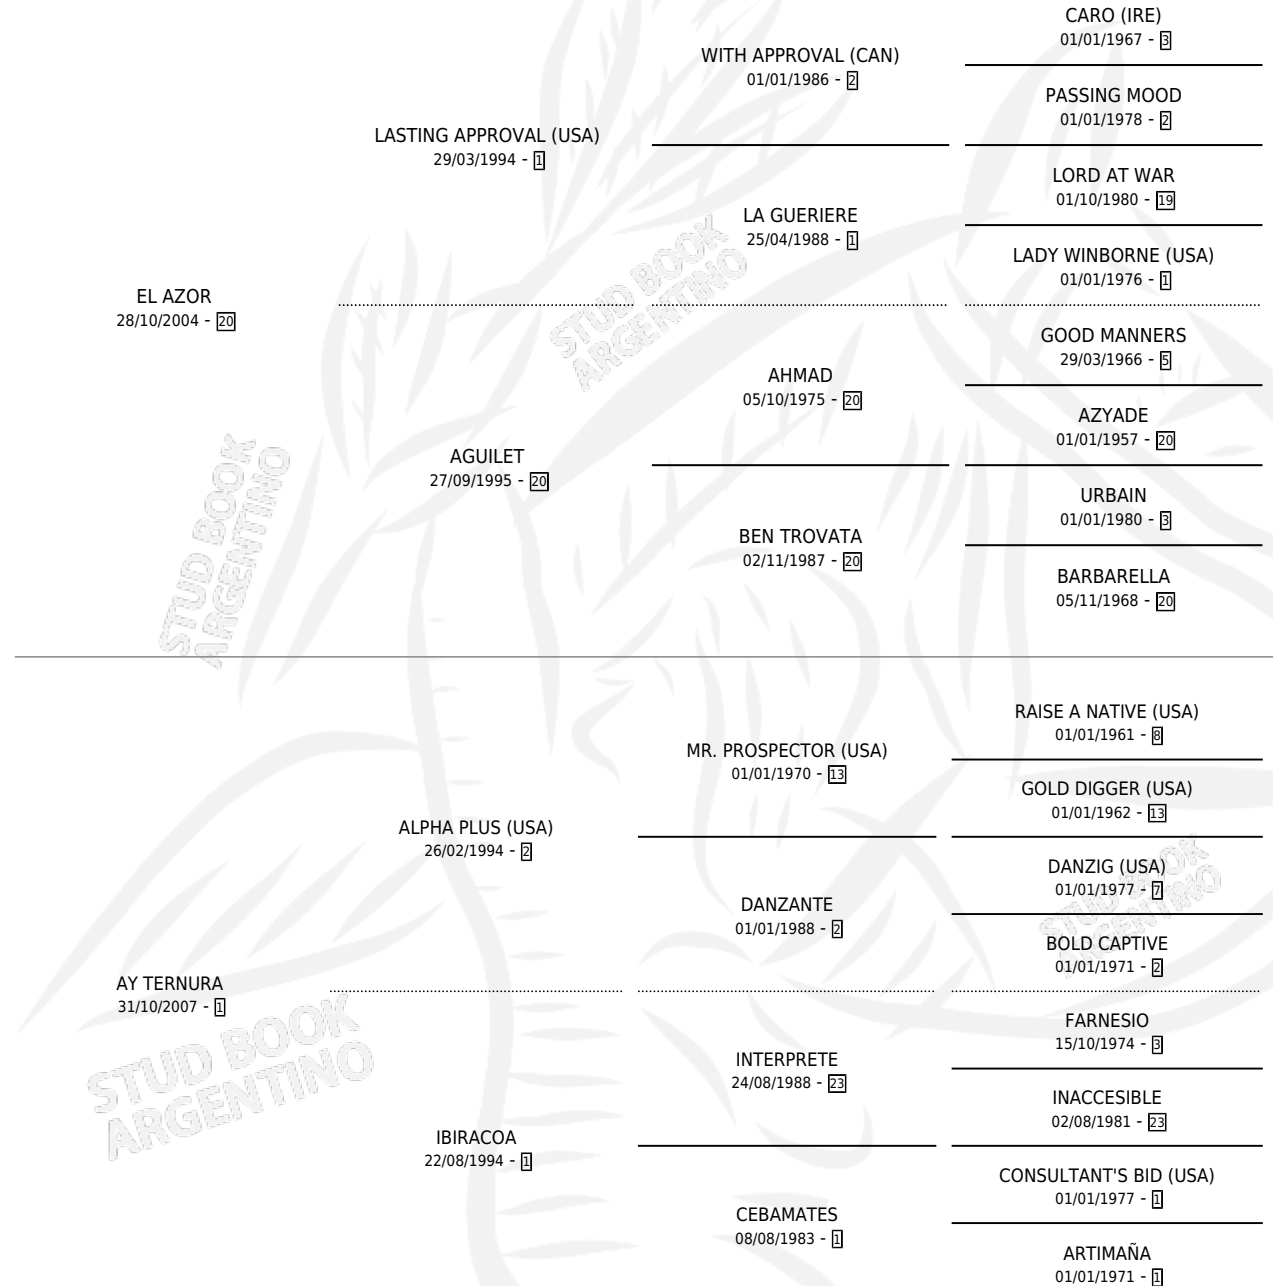 CARO (IRE)
01/01/1967 - 3
WITH APPROVAL (CAN)
01/01/1986 - 2
PASSING MOOD
01/01/1978 - 2
LASTING APPROVAL (USA)
29/03/1994 - 1
LORD AT WAR
01/10/1980 - 19
LA GUERIERE
25/04/1988 - 1
LADY WINBORNE (USA)
01/01/1976 - 1
EL AZOR
28/10/2004 - 20
GOOD MANNERS
29/03/1966 - 5
AHMAD
05/10/1975 - 20
AZYADE
01/01/1957 - 20
AGUILET
27/09/1995 - 20
URBAIN
01/01/1980 - 3
BEN TROVATA
02/11/1987 - 20
BARBARELLA
05/11/1968 - 20
STUD BOOK
ARGENTINO
STUD BOOK
ARGENTINO
RAISE A NATIVE (USA)
01/01/1961 - 8
MR. PROSPECTOR (USA)
01/01/1970 - 13
GOLD DIGGER (USA)
01/01/1962 - 13
ALPHA PLUS (USA)
26/02/1994 - 2
DANZIG (USA)
01/01/1977 - 7
DANZANTE
01/01/1988 - 2
BOLD CAPTIVE
01/01/1971 - 2
STUD BOOK
ARGENTINO
AY TERNURA
31/10/2007 - 1
FARNESIO
15/10/1974 - 3
INTERPRETE
24/08/1988 - 23
INACCESIBLE
02/08/1981 - 23
STUD BOOK
ARGENTINO
IBIRACOA
22/08/1994 - 1
CONSULTANT'S BID (USA)
01/01/1977 - 1
CEBAMATES
08/08/1983 - 1
ARTIMAÑA
01/01/1971 - 1